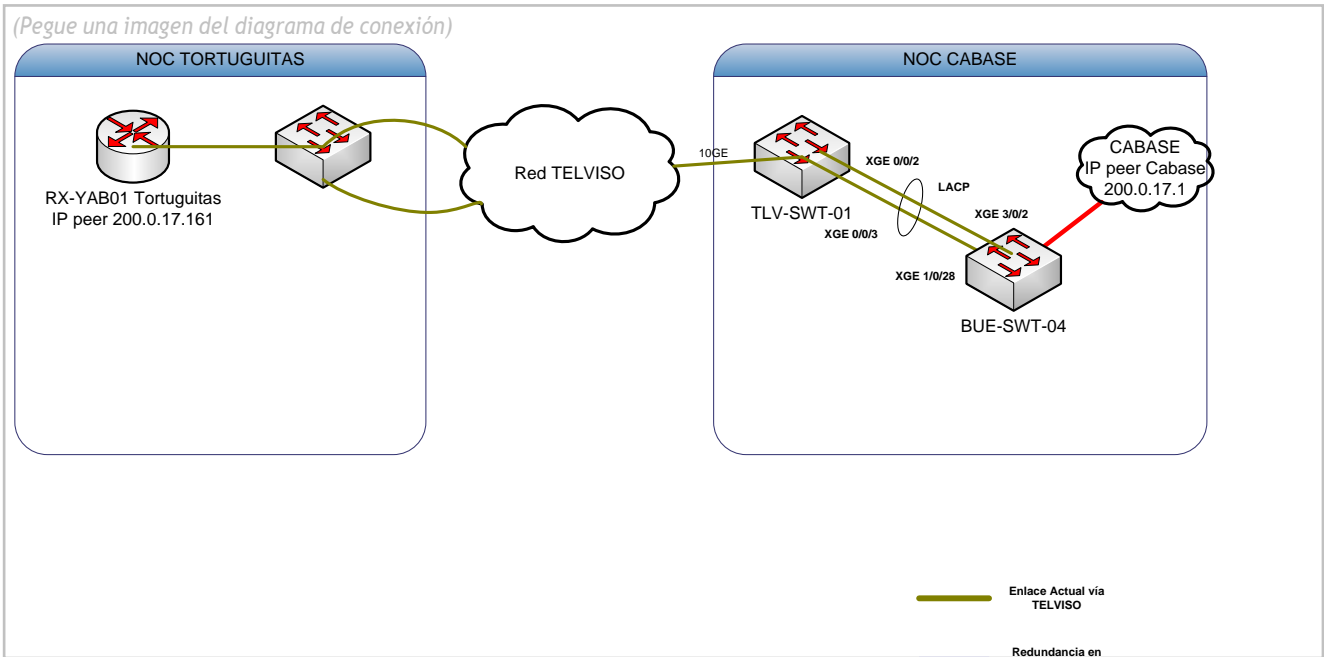 (Pegue una imagen del diagrama de conexión)
NOC TORTUGUITAS
NOC CABASE
RX-YAB01 Tortuguitas
IP peer 200.0.17.161
Red TELVISO
10GE
TLV-SWT-01
XGE 0/0/2
LACP
XGE 0/0/3
XGE 3/0/2
XGE 1/0/28
BUE-SWT-04
CABASE
IP peer Cabase
200.0.17.1
Enlace Actual vía
TELVISO
Redundancia en